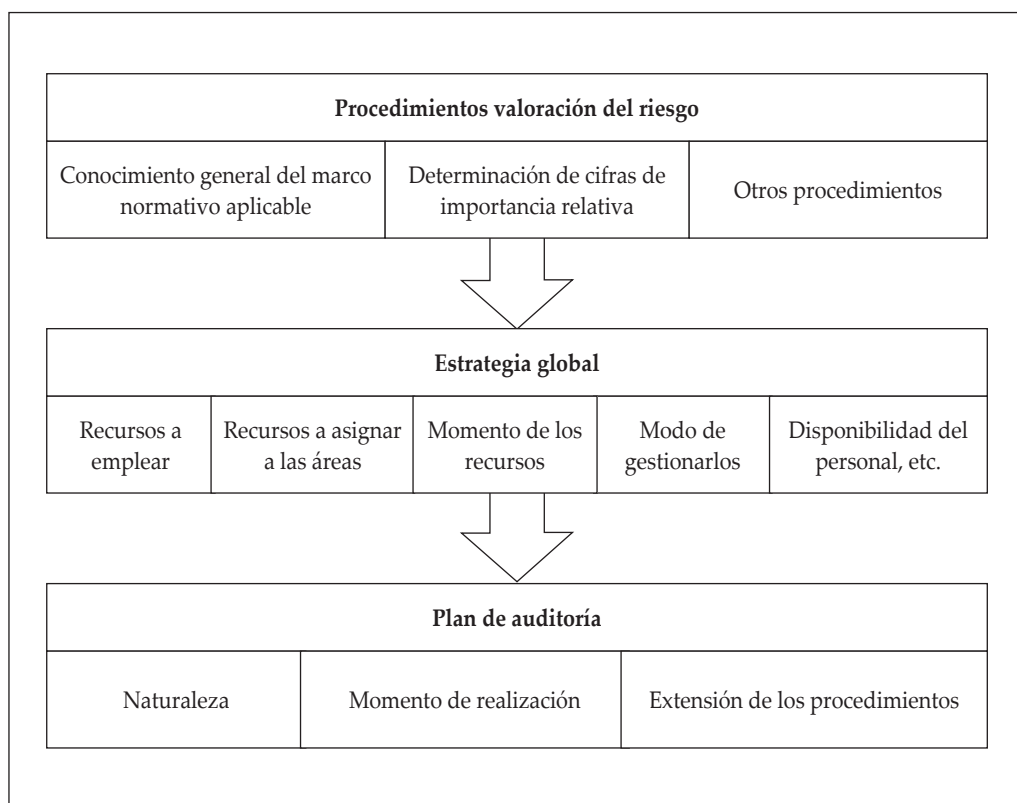 Procedimientos valoración del riesgo
Conocimiento general del marco
normativo aplicable
Determinación de cifras de
importancia relativa
Otros procedimientos
Estrategia global
Recursos a
emplear
Recursos a asignar
a las áreas
Momento de los
recursos
Modo de
gestionarlos
Disponibilidad del
personal, etc.
Plan de auditoría
Naturaleza
Momento de realización
Extensión de los procedimientos